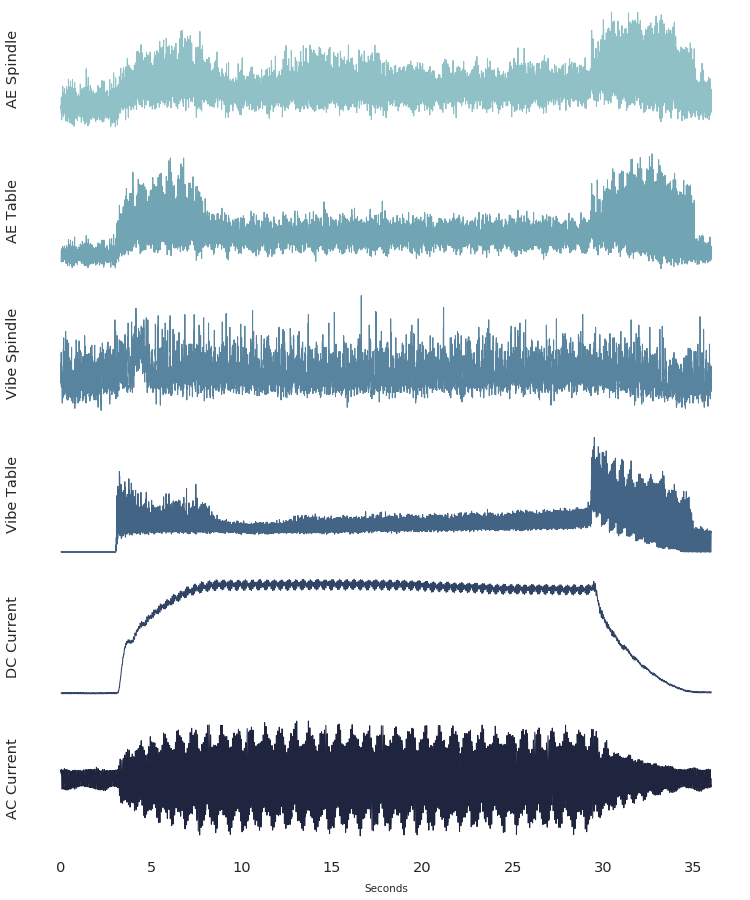 AE Spindle
AE Table
Vibe Spindle
Vibe Table
DC Current
AC Current
0 5 10 15 20 25 30 35
Seconds